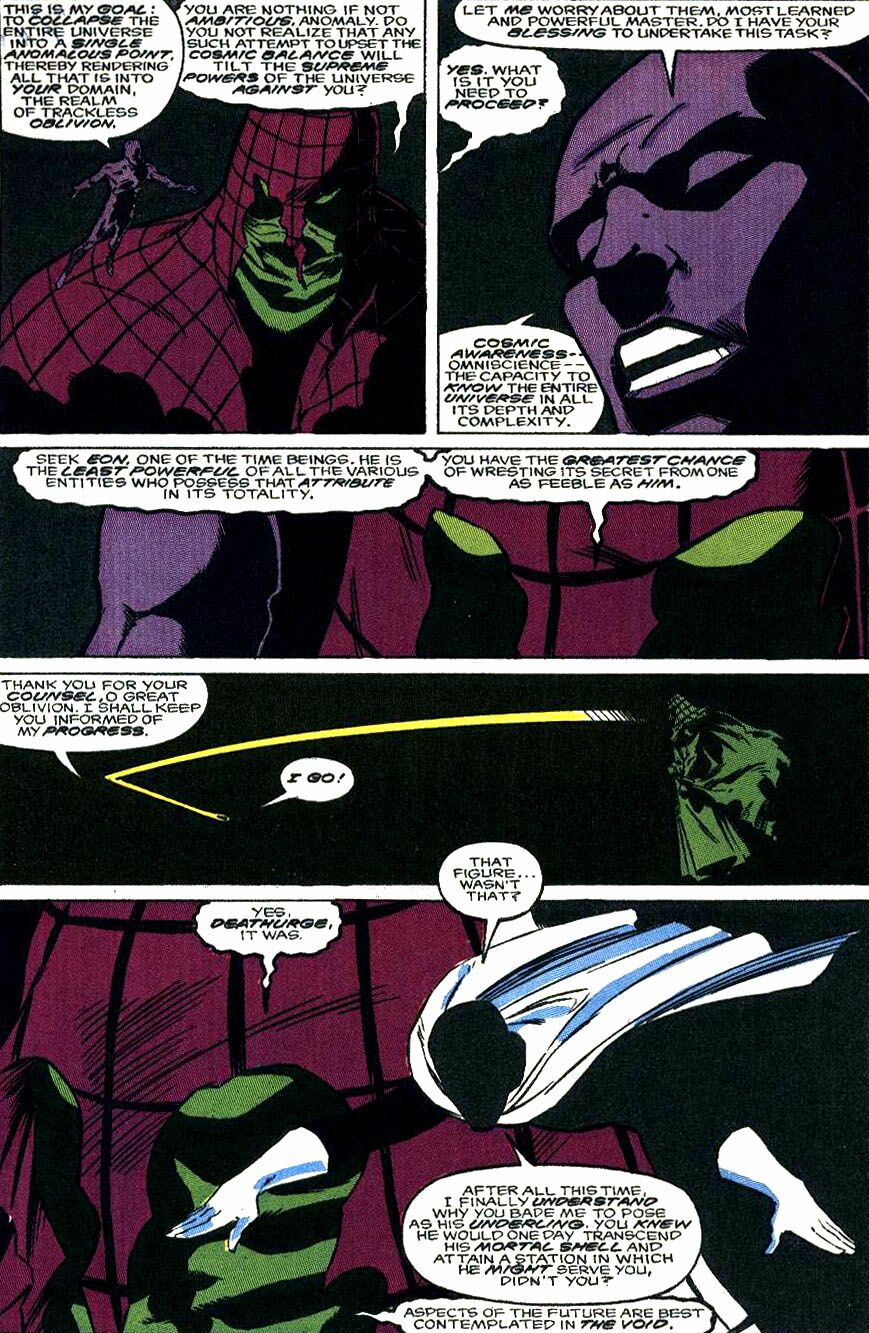 THIS IS MY GOAL:
TO COLLAPSE THE
ENTIRE UNIVERSE
INTO A SINGLE
ANOMALOUS POINT,
THEREBY RENDERING
ALL THAT IS INTO
YOUR DOMAIN,
THE REALM
OF TRACKLESS
OBLIVION.
YOU ARE NOTHING IF NOT
AMBITIOUS, ANOMALY. DO
YOU NOT REALIZE THAT ANY
SUCH ATTEMPT TO UPSET THE
COSMIC BALANCE WILL
TILT THE SUPREME
POWERS OF THE UNIVERSE
AGAINST YOU?
LET ME WORRY ABOUT THEM, MOST LEARNED
AND POWERFUL MASTER. DO I HAVE YOUR
BLESSING TO UNDERTAKE THIS TASK?
YES. WHAT
IS IT YOU
NEED TO
PROCEED?
COSMIC
AWARENESS--
OMNISCIENCE--
THE CAPACITY TO
KNOW THE ENTIRE
UNIVERSE IN ALL
ITS DEPTH AND
COMPLEXITY.
SEEK EON, ONE OF THE TIME BEINGS. HE IS
THE LEAST POWERFUL OF ALL THE VARIOUS
ENTITIES WHO POSSESS THAT ATTRIBUTE
IN ITS TOTALITY.
YOU HAVE THE GREATEST CHANCE
OF WRESTING ITS SECRET FROM ONE
AS FEEBLE AS HIM.
THANK YOU FOR YOUR
COUNSEL, O GREAT
OBLIVION. I SHALL KEEP
YOU INFORMED OF
MY PROGRESS.
I GO!
THAT
FIGURE...
WASN'T
THAT?
YES,
DEATHURGE,
IT WAS.
AFTER ALL THIS TIME,
I FINALLY UNDERSTAND
WHY YOU BADE ME TO POSE
AS HIS UNDERLING. YOU KNEW
HE WOULD ONE DAY TRANSCEND
HIS MORTAL SHELL AND
ATTAIN A STATION IN WHICH
HE MIGHT SERVE YOU,
DIDN'T YOU?
ASPECTS OF THE FUTURE ARE BEST
CONTEMPLATED IN THE VOID.